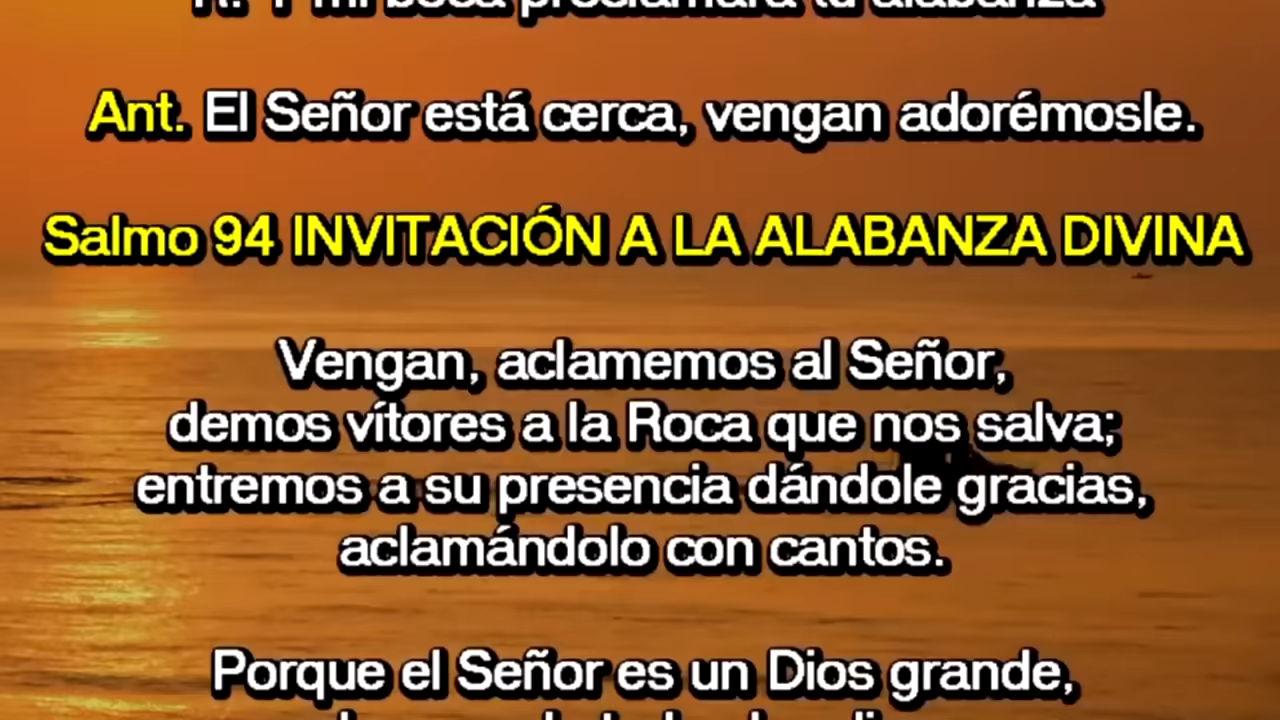 R. Y mi boca proclamará tu alabanza
Ant. El Señor está cerca, vengan adorémosle.
Salmo 94 INVITACIÓN A LA ALABANZA DIVINA
Vengan, aclamemos al Señor,
demos vítores a la Roca que nos salva;
entremos a su presencia dándole gracias,
aclamándolo con cantos.
Porque el Señor es un Dios grande,